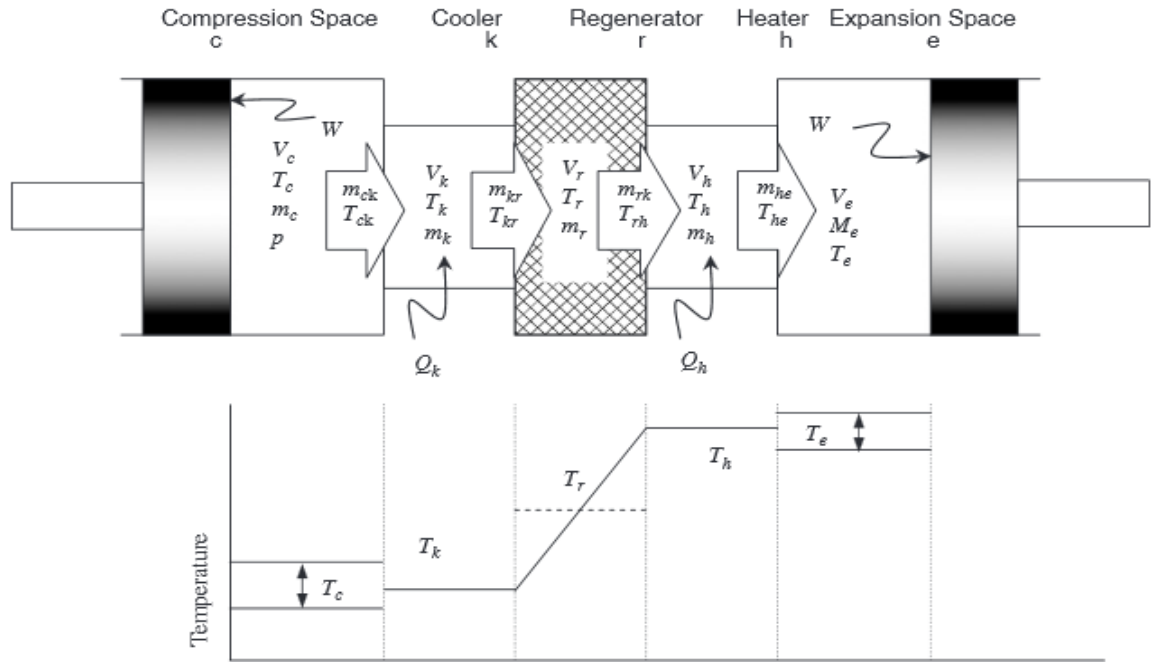 Compression Space Cooler Regenerator Heater Expansion Space
c k r h e
W W
V_c
T_c
m_c
p
m_ck
T_ck
V_k
T_k
m_k
m_kr
T_kr
V_r
T_r
m_r
m_rk
T_rh
V_h
T_h
m_h
m_he
T_he
V_e
M_e
T_e
Q_k Q_h
T_e
T_h
T_r
T_k
T_c
Temperature